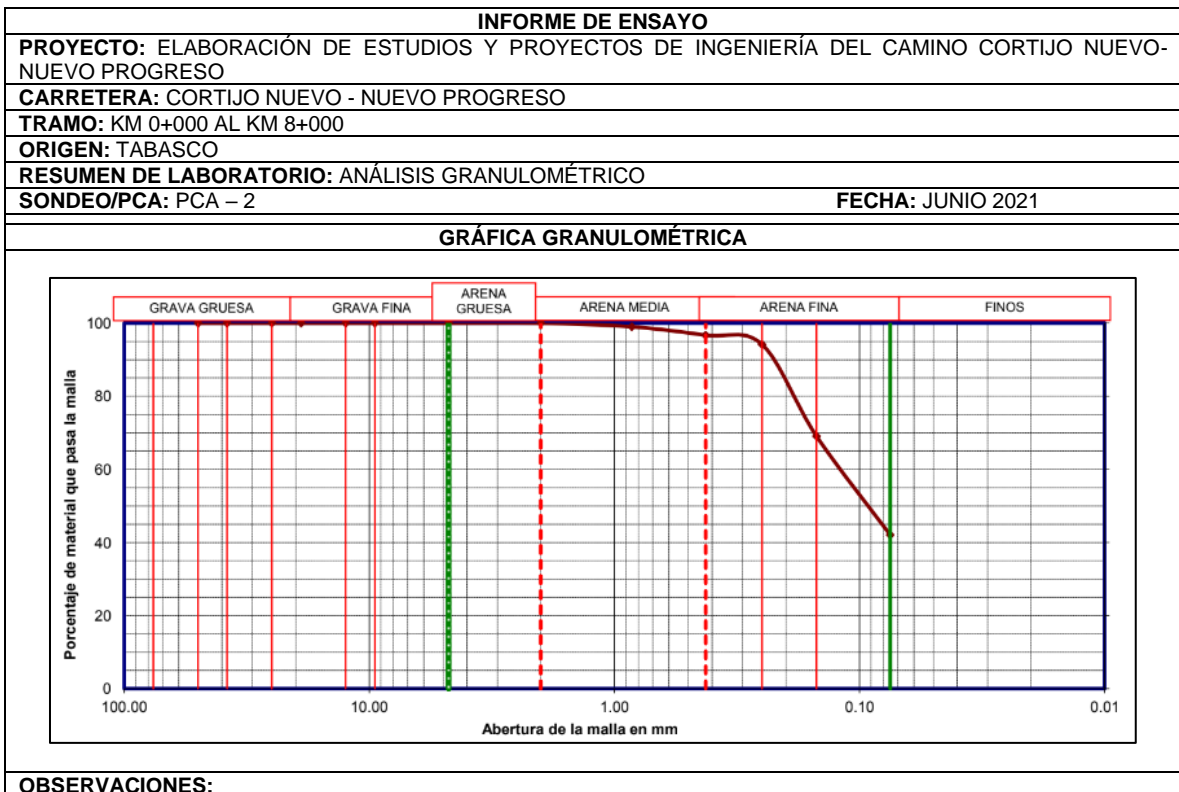 INFORME DE ENSAYO
PROYECTO: ELABORACIÓN DE ESTUDIOS Y PROYECTOS DE INGENIERÍA DEL CAMINO CORTIJO NUEVO-
NUEVO PROGRESO
CARRETERA: CORTIJO NUEVO - NUEVO PROGRESO
TRAMO: KM 0+000 AL KM 8+000
ORIGEN: TABASCO
RESUMEN DE LABORATORIO: ANÁLISIS GRANULOMÉTRICO
SONDEO/PCA: PCA – 2 FECHA: JUNIO 2021
GRÁFICA GRANULOMÉTRICA
GRAVA GRUESA
GRAVA FINA
ARENA
GRUESA
ARENA MEDIA
ARENA FINA
FINOS
Porcentaje de material que pasa la malla
100
80
60
40
20
0
100.00
10.00
1.00
0.10
0.01
Abertura de la malla en mm
OBSERVACIONES: